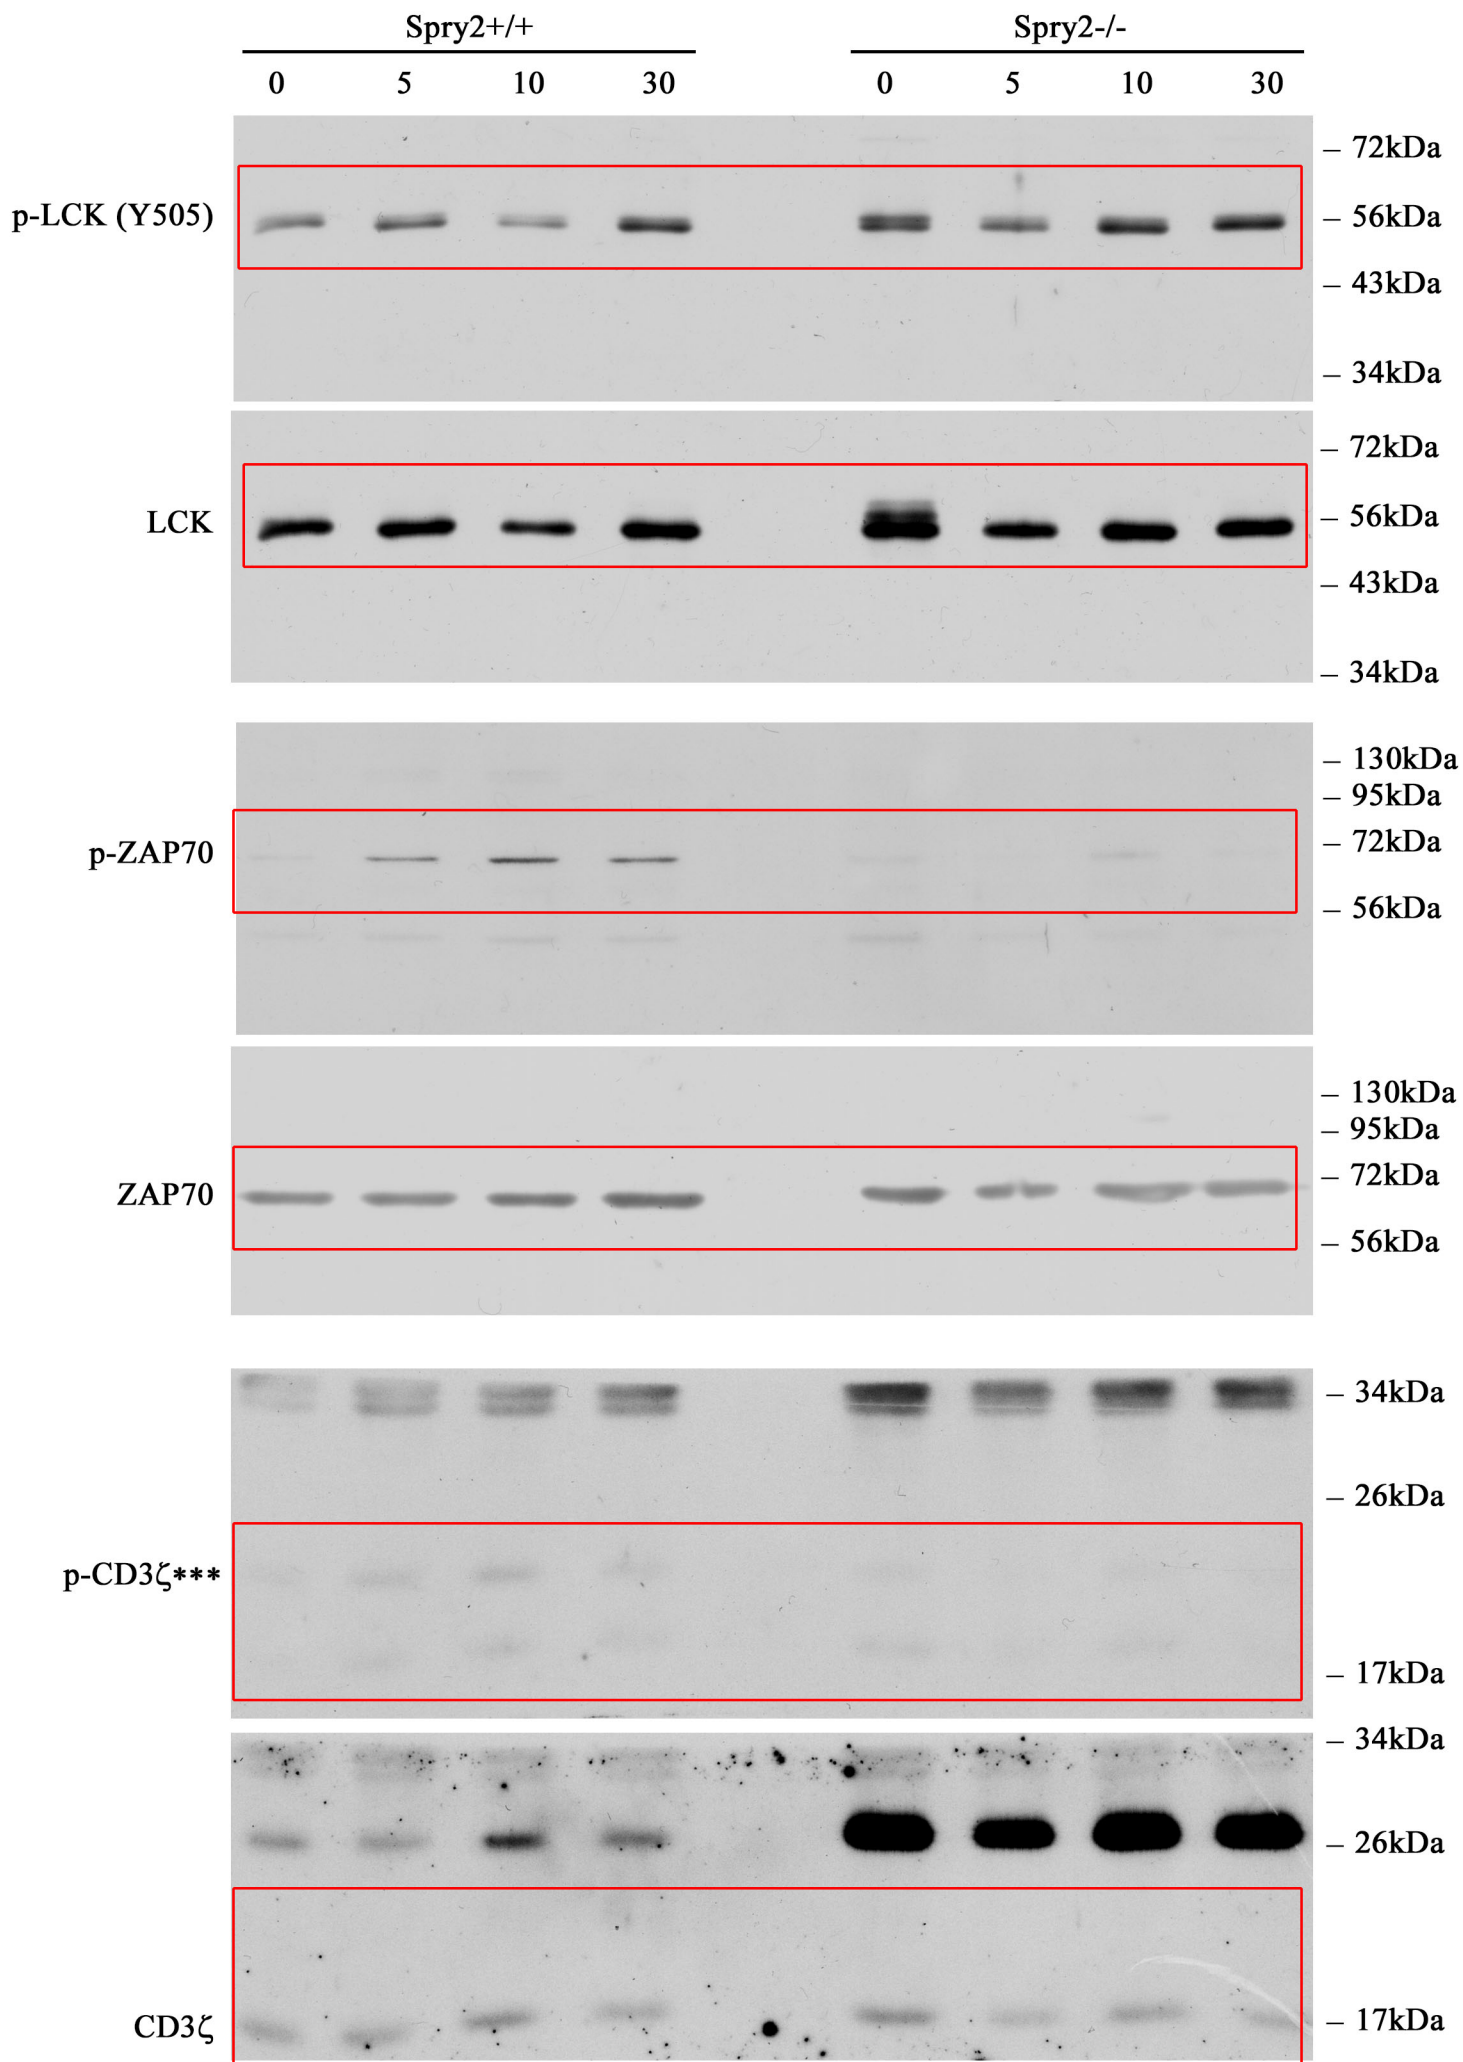 Spry2+/+ Spry2-/-
0 5 10 30 0 5 10 30
– 72kDa
p-LCK (Y505) – 56kDa
– 43kDa
– 34kDa
– 72kDa
LCK – 56kDa
– 43kDa
– 34kDa
– 130kDa
– 95kDa
p-ZAP70 – 72kDa
– 56kDa
– 130kDa
– 95kDa
ZAP70 – 72kDa
– 56kDa
– 34kDa
– 26kDa
p-CD3ζ***
– 17kDa
– 34kDa
– 26kDa
CD3ζ – 17kDa